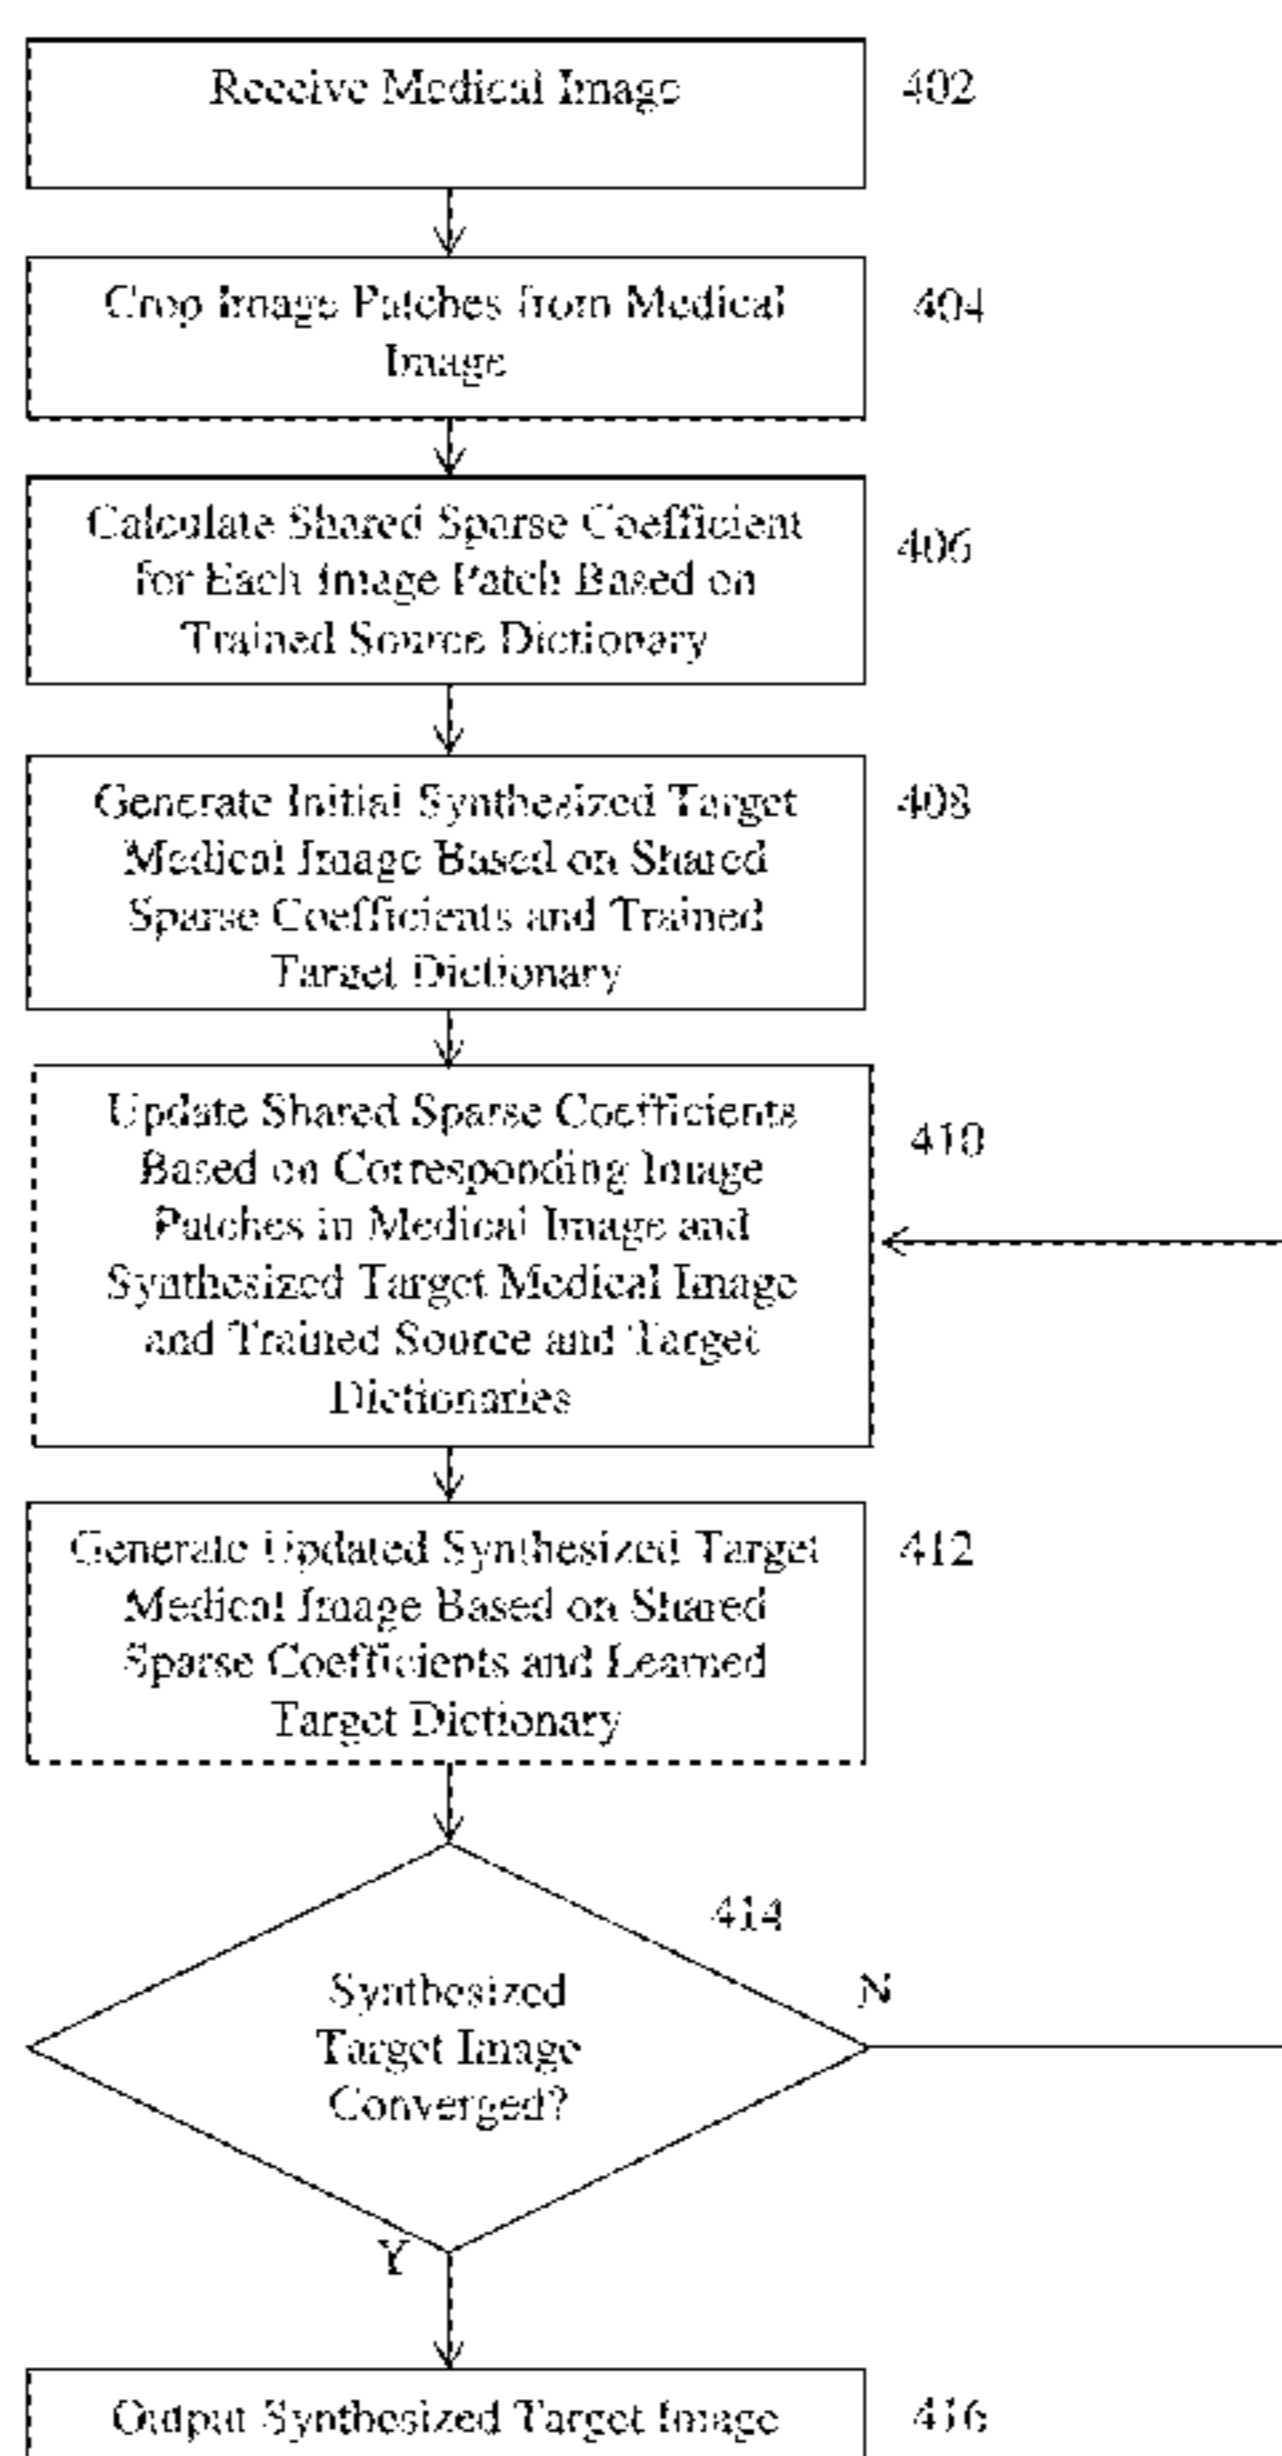 Receive Medical Image
402
Crop Image Patches from Medical
Image
404
Calculate Shared Sparse Coefficient
for Each Image Patch Based on
Trained Source Dictionary
406
Generate Initial Synthesized Target
Medical Image Based on Shared
Sparse Coefficients and Trained
Target Dictionary
408
Update Shared Sparse Coefficients
Based on Corresponding Image
Patches in Medical Image and
Synthesized Target Medical Image
and Trained Source and Target
Dictionaries
410
Generate Updated Synthesized Target
Medical Image Based on Shared
Sparse Coefficients and Learned
Target Dictionary
412
414
Synthesized
Target Image
Converged?
N
Y
Output Synthesized Target Image
416